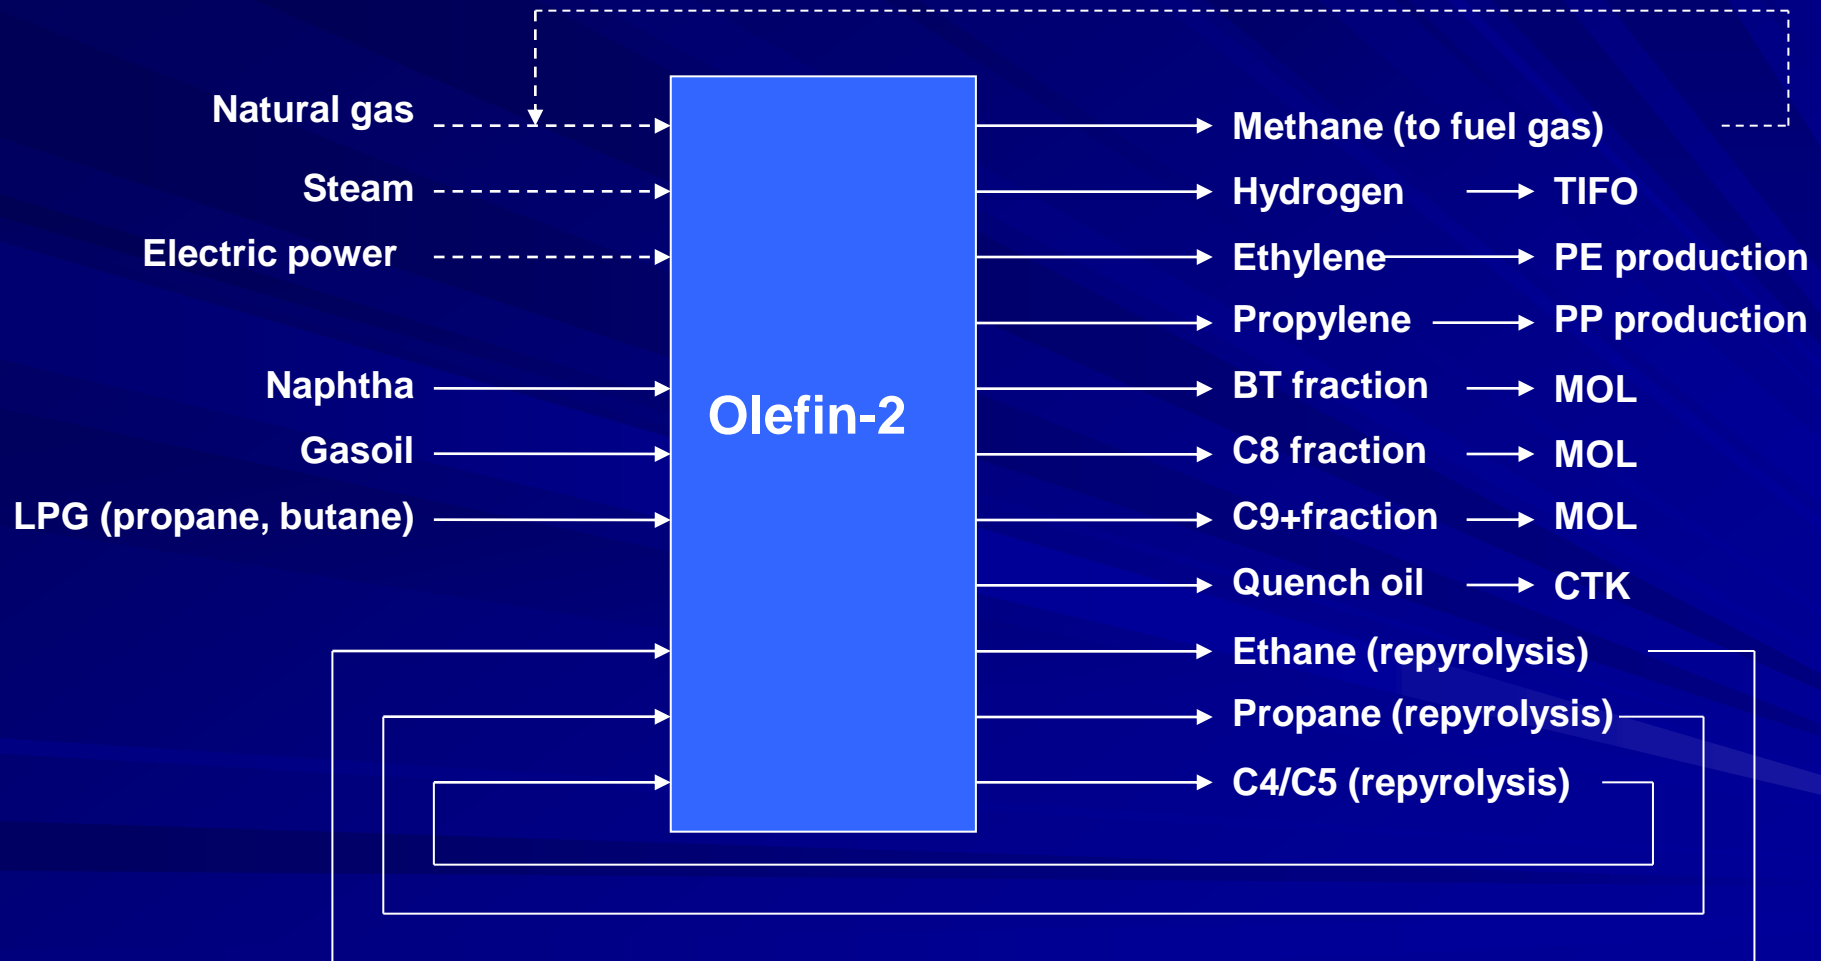 Natural gas
Steam
Electric power
Naphtha
Gasoil
LPG (propane, butane)
Olefin-2
Methane (to fuel gas)
Hydrogen TIFO
Ethylene PE production
Propylene PP production
BT fraction MOL
C8 fraction MOL
C9+fraction MOL
Quench oil CTK
Ethane (repyrolysis)
Propane (repyrolysis)
C4/C5 (repyrolysis)